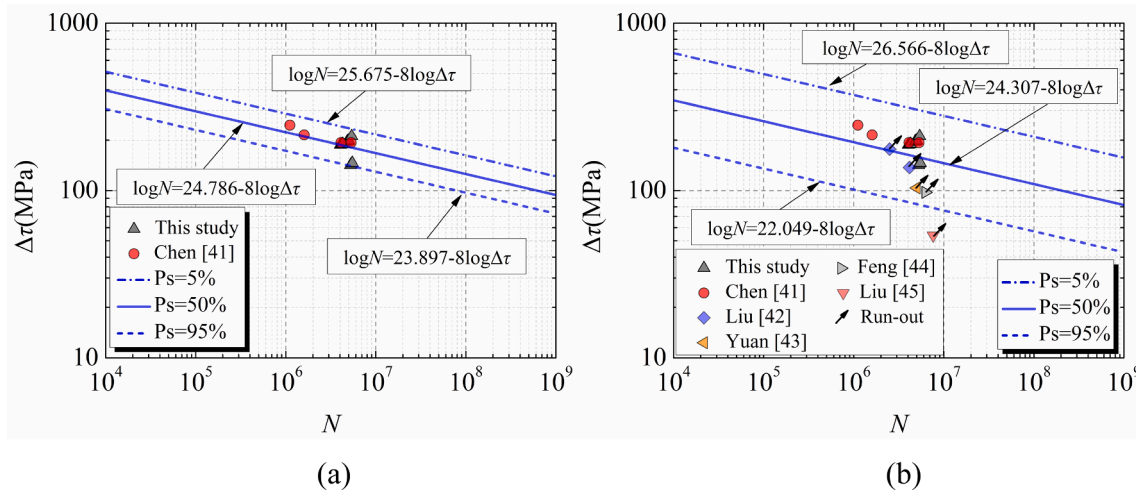 1000
100
10
10^4
10^5
10^6
10^7
10^8
10^9
Δτ(MPa)
N
logN=25.675-8logΔτ
logN=24.786-8logΔτ
logN=23.897-8logΔτ
This study
Chen [41]
Ps=5%
Ps=50%
Ps=95%
(a)
1000
100
10
10^4
10^5
10^6
10^7
10^8
10^9
Δτ(MPa)
N
logN=26.566-8logΔτ
logN=24.307-8logΔτ
logN=22.049-8logΔτ
This study
Chen [41]
Liu [42]
Yuan [43]
Feng [44]
Liu [45]
Run-out
Ps=5%
Ps=50%
Ps=95%
(b)